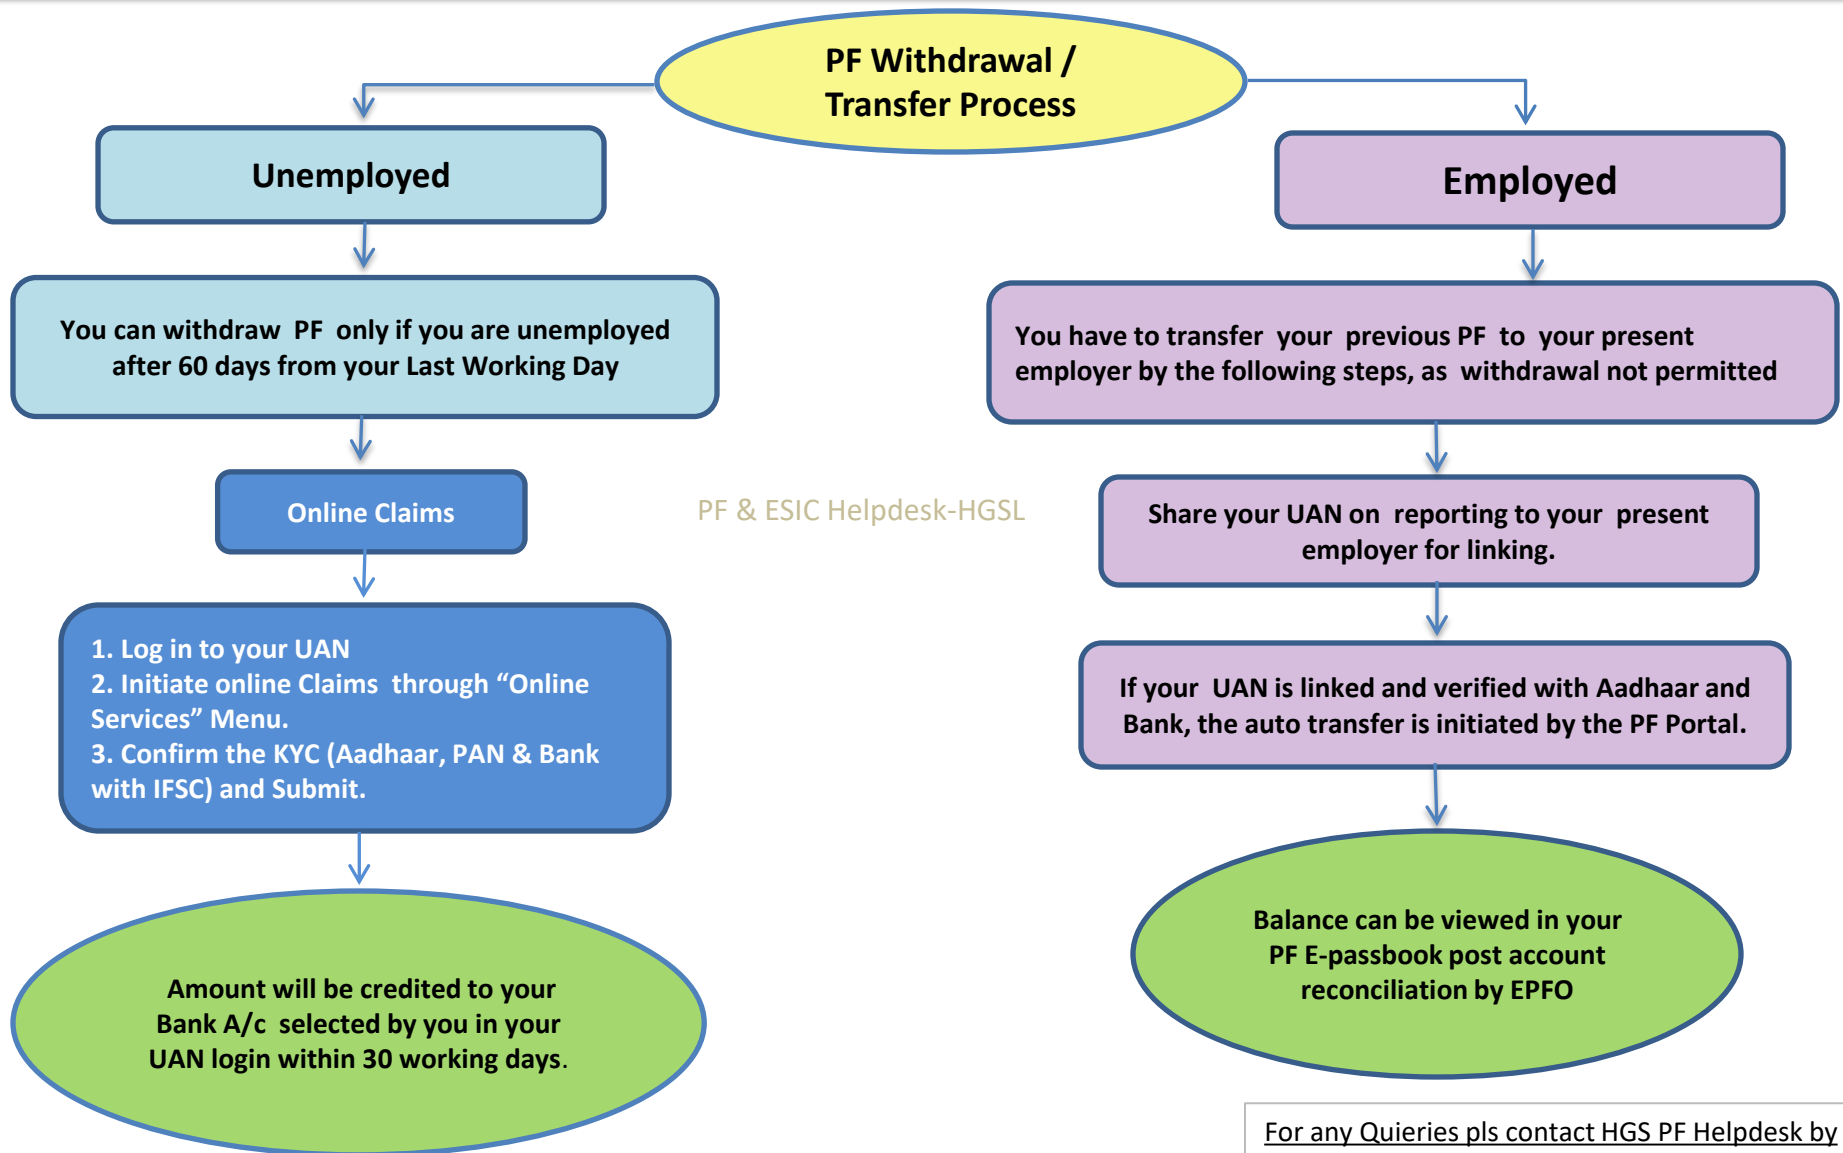 PF Withdrawal /
Transfer Process
Unemployed
You can withdraw PF only if you are unemployed
after 60 days from your Last Working Day
Online Claims
1. Log in to your UAN
2. Initiate online Claims through “Online
Services” Menu.
3. Confirm the KYC (Aadhaar, PAN & Bank
with IFSC) and Submit.
Amount will be credited to your
Bank A/c selected by you in your
UAN login within 30 working days.
PF & ESIC Helpdesk-HGSL
Employed
You have to transfer your previous PF to your present
employer by the following steps, as withdrawal not permitted
Share your UAN on reporting to your present
employer for linking.
If your UAN is linked and verified with Aadhaar and
Bank, the auto transfer is initiated by the PF Portal.
Balance can be viewed in your
PF E-passbook post account
reconciliation by EPFO
For any Quieries pls contact HGS PF Helpdesk by